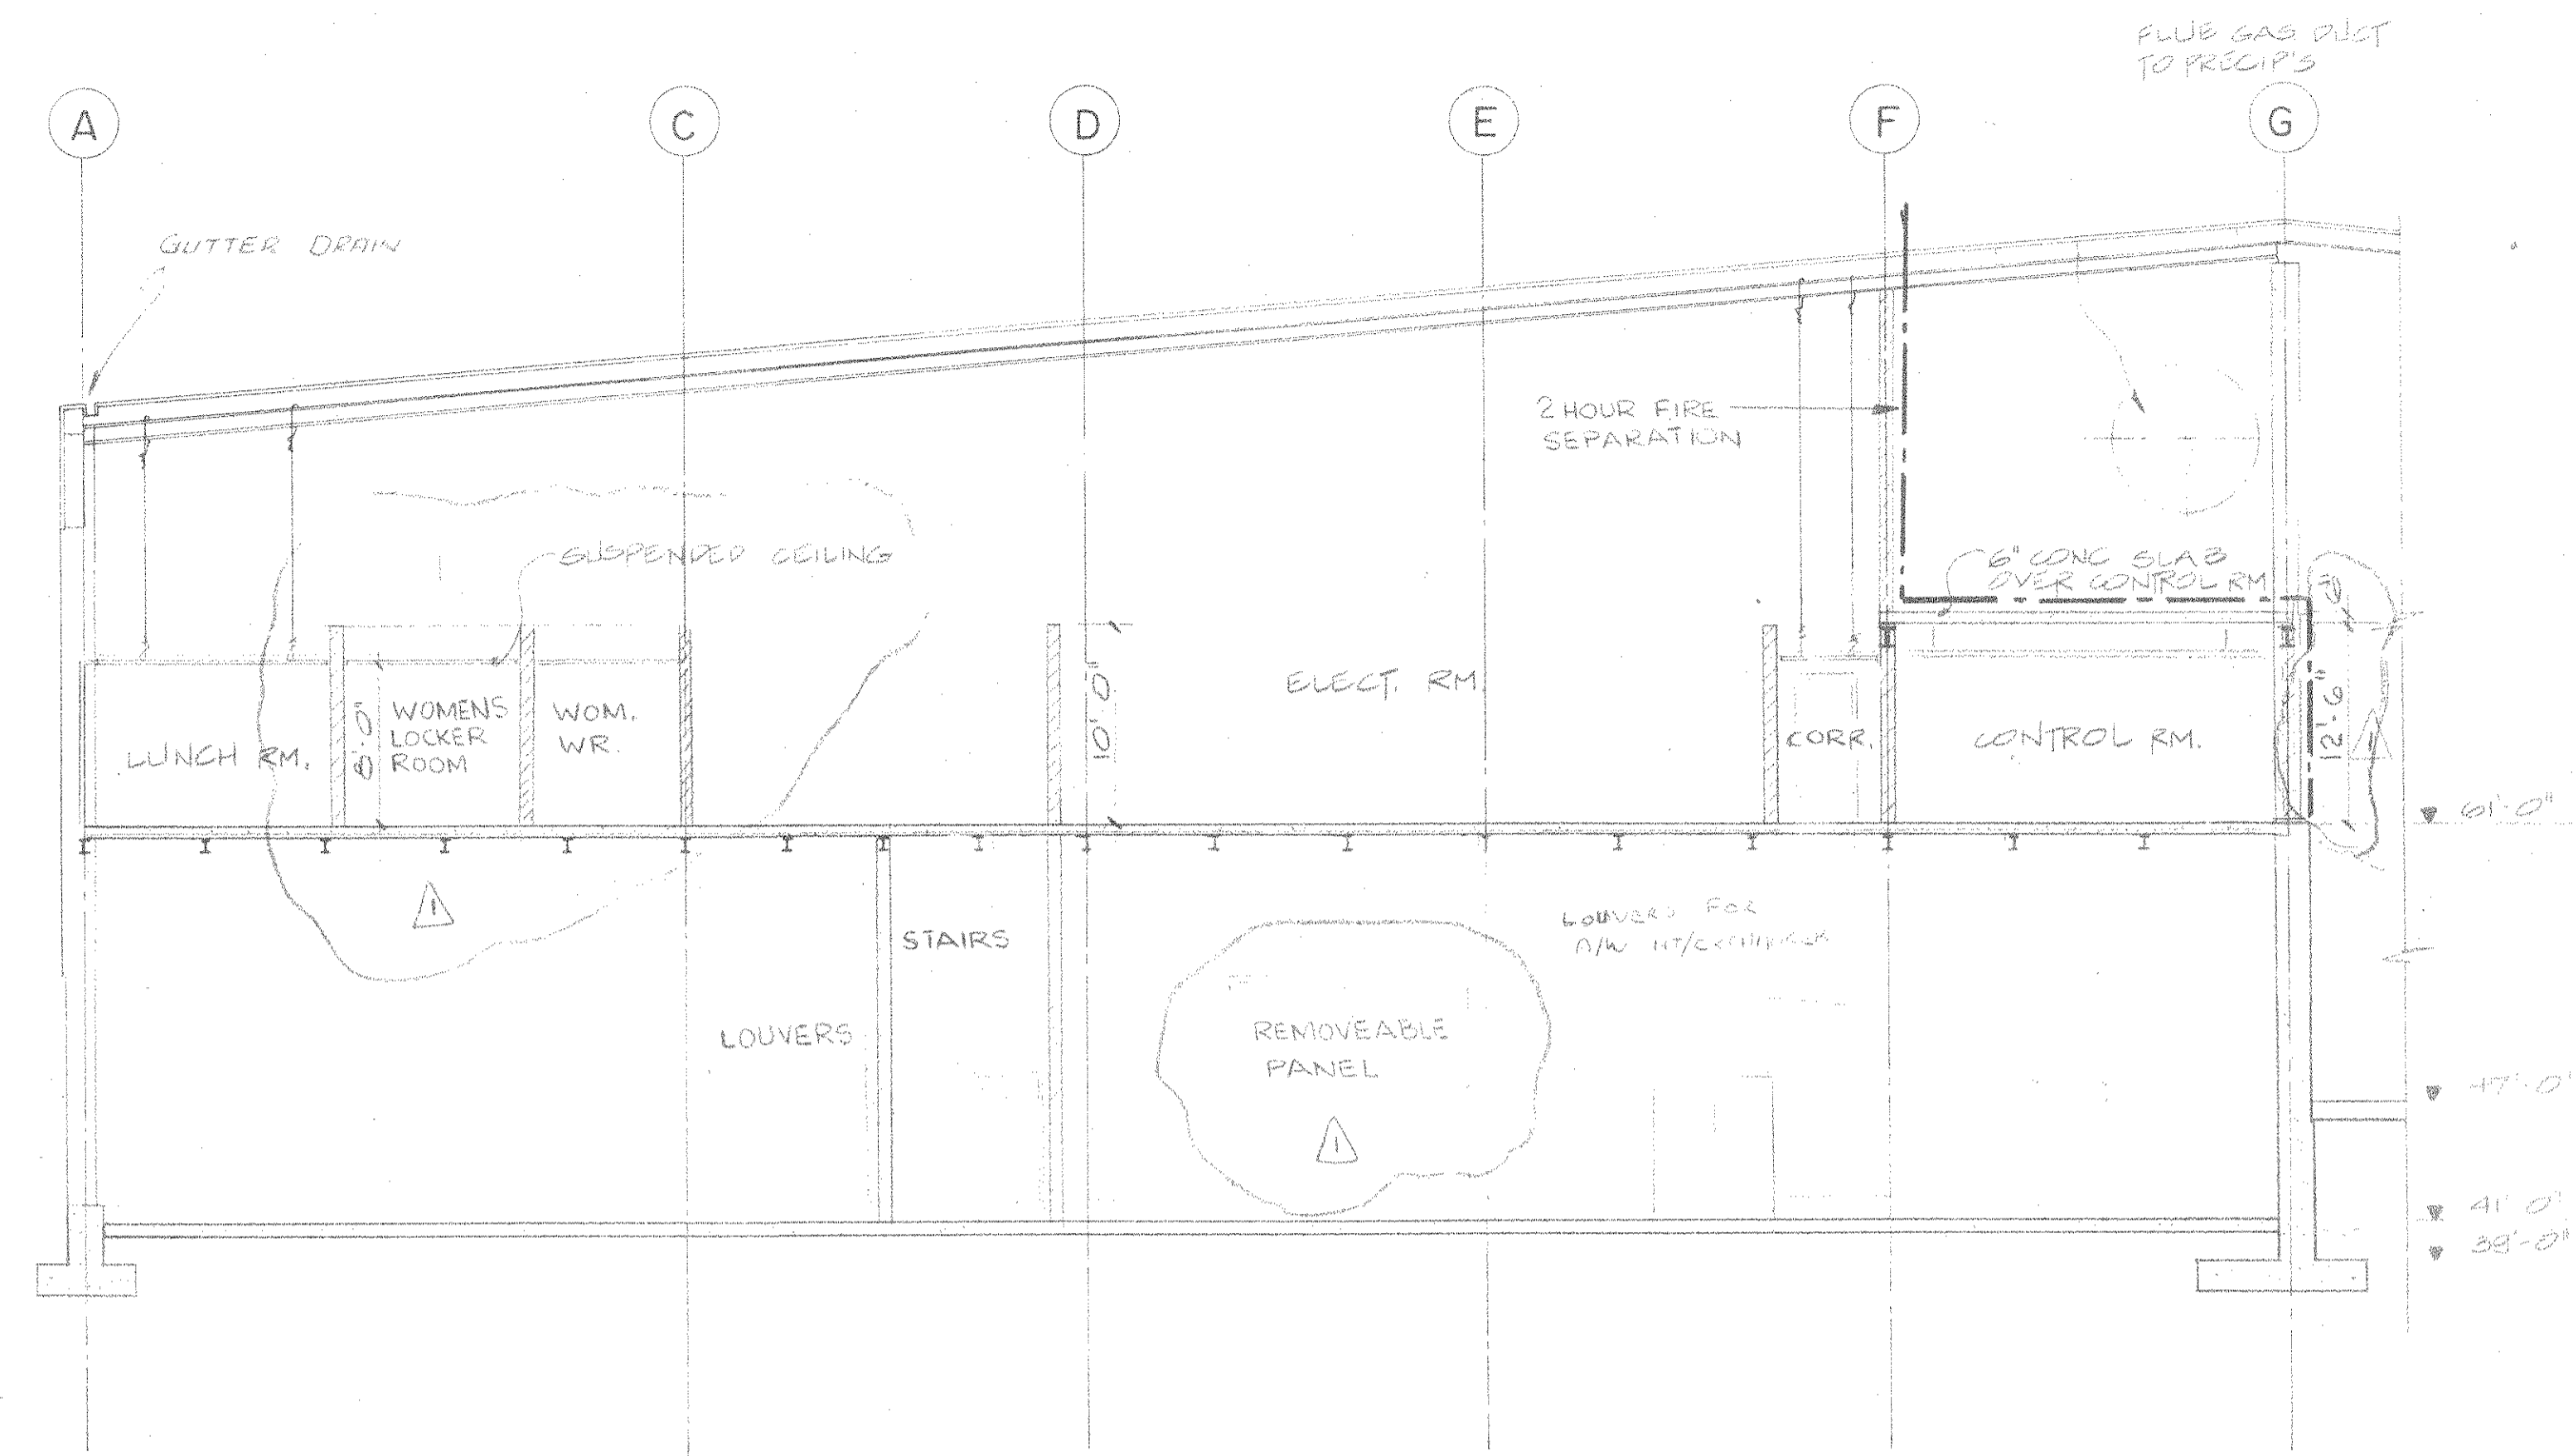 FLUE GAS DUCT
TO PRECIP'S
A
C
D
E
F
G
GUTTER DRAIN
2 HOUR FIRE
SEPARATION
SUSPENDED CEILING
6" CONC SLAB
OVER CONTROL RM
LUNCH RM.
8'-0"
WOMENS
LOCKER
ROOM
WOM.
WR.
10'-0"
ELECT. RM.
CORR.
CONTROL RM.
12'-6"
1
61'-0"
1
STAIRS
LOUVERS FOR
A/W
LOUVERS
REMOVEABLE
PANEL
1
47'-0"
41'-0"